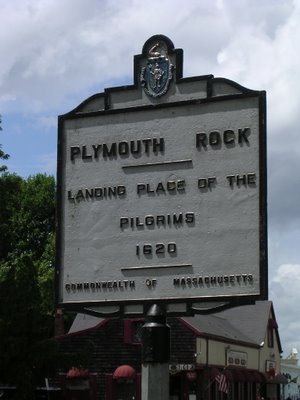 PLYMOUTH ROCK
LANDING PLACE OF THE
PILGRIMS
1620
COMMONWEALTH OF MASSACHUSETTS